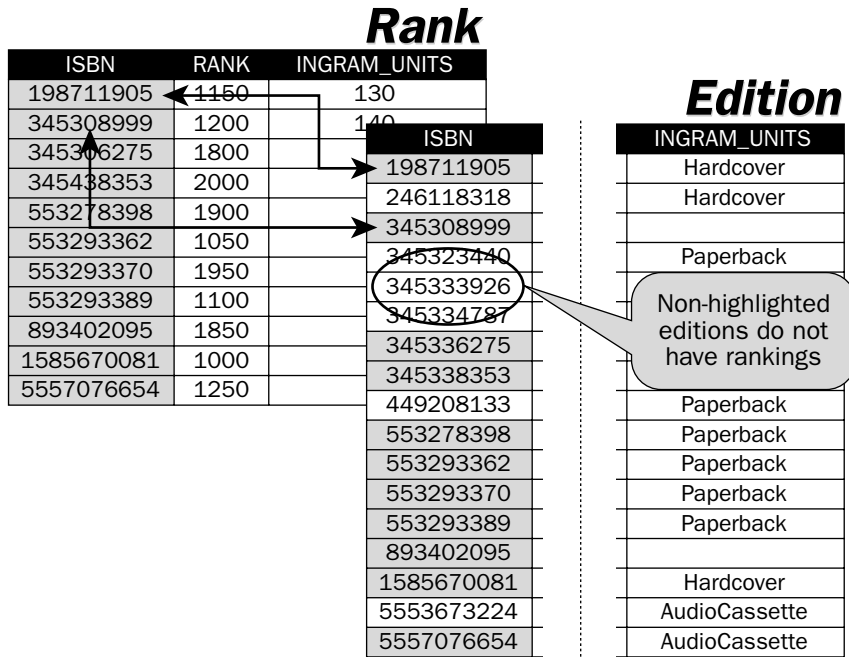 Rank
ISBN RANK INGRAM_UNITS
198711905 1150 130
345308999 1200 140
345306275 1800
345438353 2000
553278398 1900
553293362 1050
553293370 1950
553293389 1100
893402095 1850
1585670081 1000
5557076654 1250
Edition
ISBN INGRAM_UNITS
198711905 Hardcover
246118318 Hardcover
345308999
345323440 Paperback
345333926
345334787
345336275
345338353
449208133 Paperback
553278398 Paperback
553293362 Paperback
553293370 Paperback
553293389 Paperback
893402095
1585670081 Hardcover
5553673224 AudioCassette
5557076654 AudioCassette
Non-highlighted
editions do not
have rankings